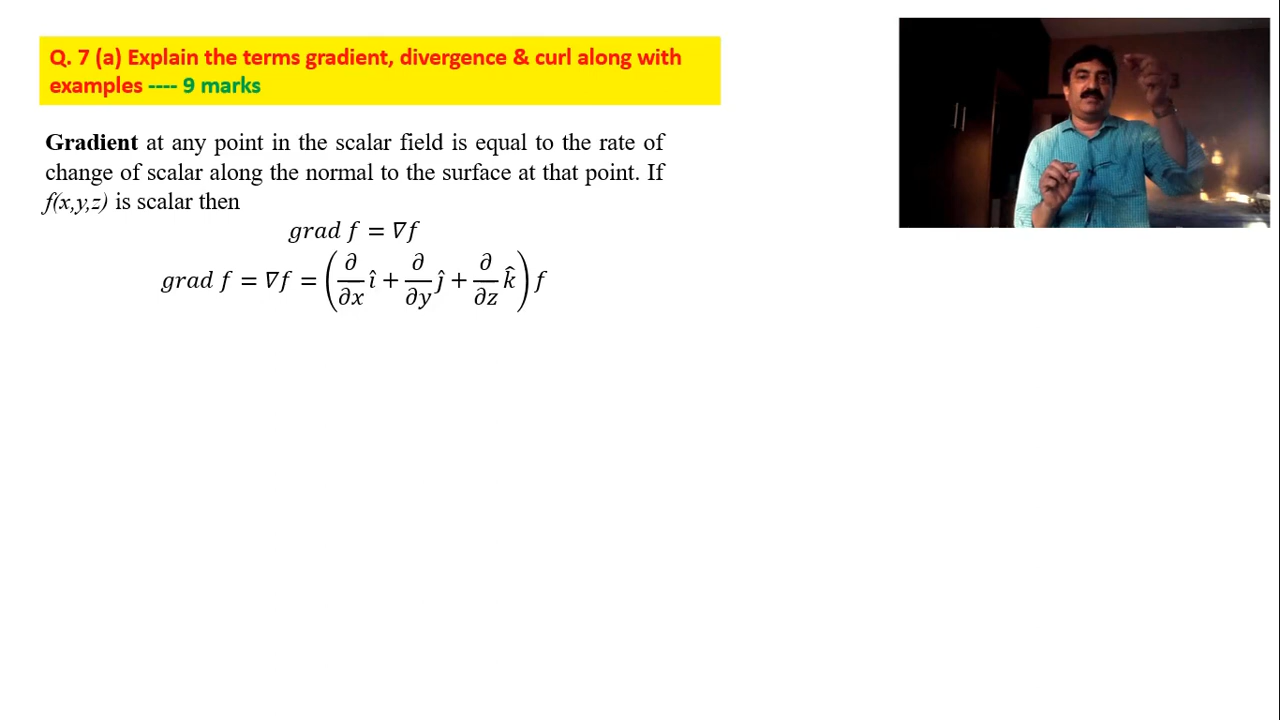 Q. 7 (a) Explain the terms gradient, divergence & curl along with
examples ---- 9 marks
Gradient at any point in the scalar field is equal to the rate of
change of scalar along the normal to the surface at that point. If
f(x,y,z) is scalar then
grad f = ∇f
grad f = ∇f = (∂/∂x î + ∂/∂y ĵ + ∂/∂z k̂) f